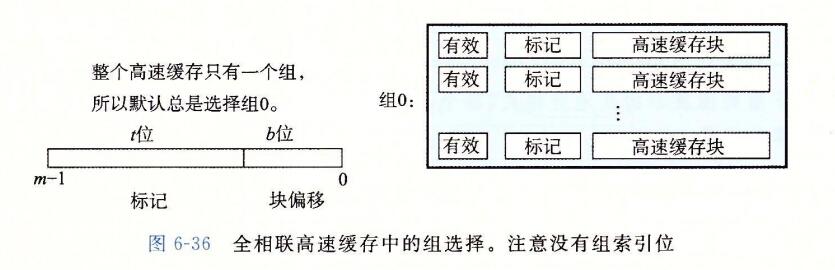 整个高速缓存只有一个组，
所以默认总是选择组0。
t位 b位
m-1 0
标记 块偏移
组0：
有效 标记 高速缓存块
有效 标记 高速缓存块
⋮
有效 标记 高速缓存块
图 6-36 全相联高速缓存中的组选择。注意没有组索引位